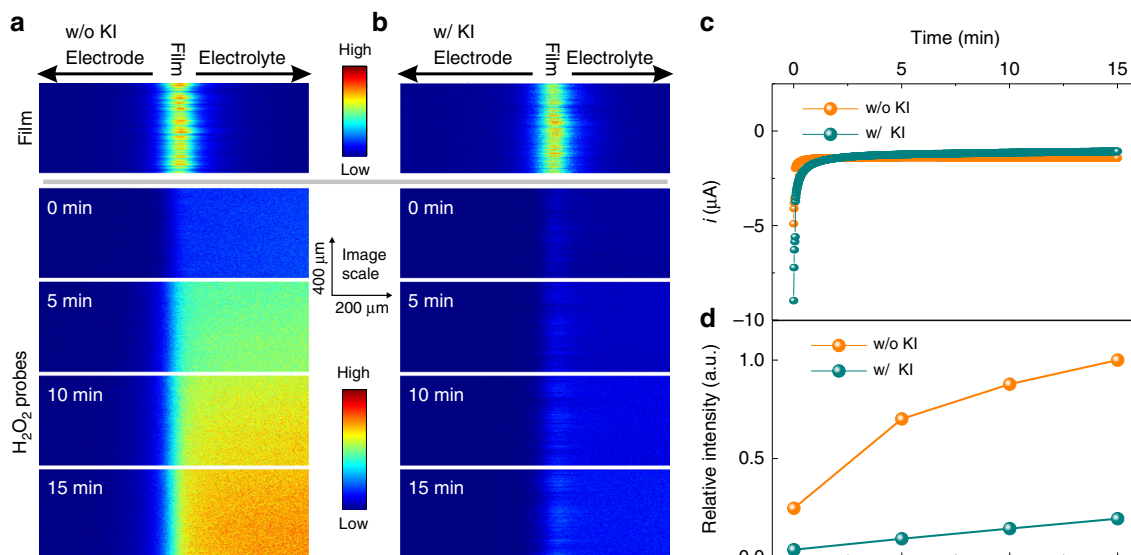 a
w/o KI
Electrode
Film
Electrolyte
High
Low
Film
0 min
5 min
10 min
15 min
H₂O₂ probes
400 μm
Image scale
200 μm
High
Low
b
w/ KI
Electrode
Film
Electrolyte
0 min
5 min
10 min
15 min
c
Time (min)
0 5 10 15
w/o KI
w/ KI
0
−5
−10
i (μA)
d
w/o KI
w/ KI
1.0
0.5
0.0
Relative intensity (a.u.)